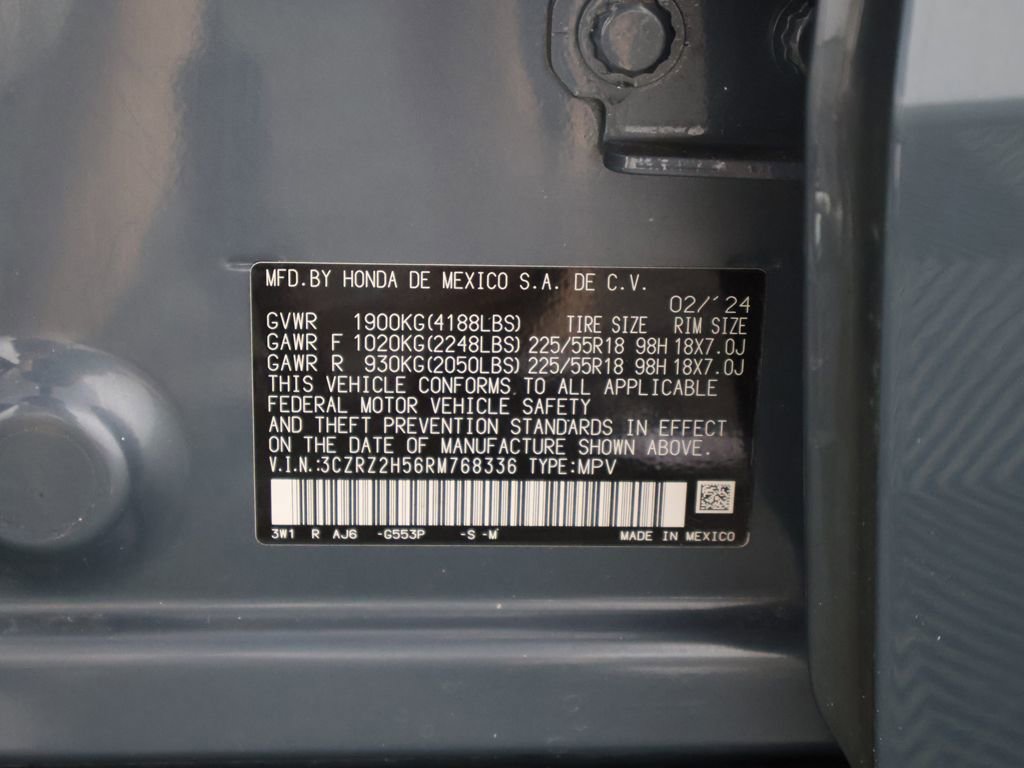 MFD.BY HONDA DE MEXICO S.A. DE C.V.
02/'24
GVWR 1900KG(4188LBS) TIRE SIZE RIM SIZE
GAWR F 1020KG(2248LBS) 225/55R18 98H 18X7.0J
GAWR R 930KG(2050LBS) 225/55R18 98H 18X7.0J
THIS VEHICLE CONFORMS TO ALL APPLICABLE
FEDERAL MOTOR VEHICLE SAFETY
AND THEFT PREVENTION STANDARDS IN EFFECT
ON THE DATE OF MANUFACTURE SHOWN ABOVE.
V.I.N.:3CZRZ2H56RM768336 TYPE:MPV
3W1 R AJ6 -G553P -S -M MADE IN MEXICO